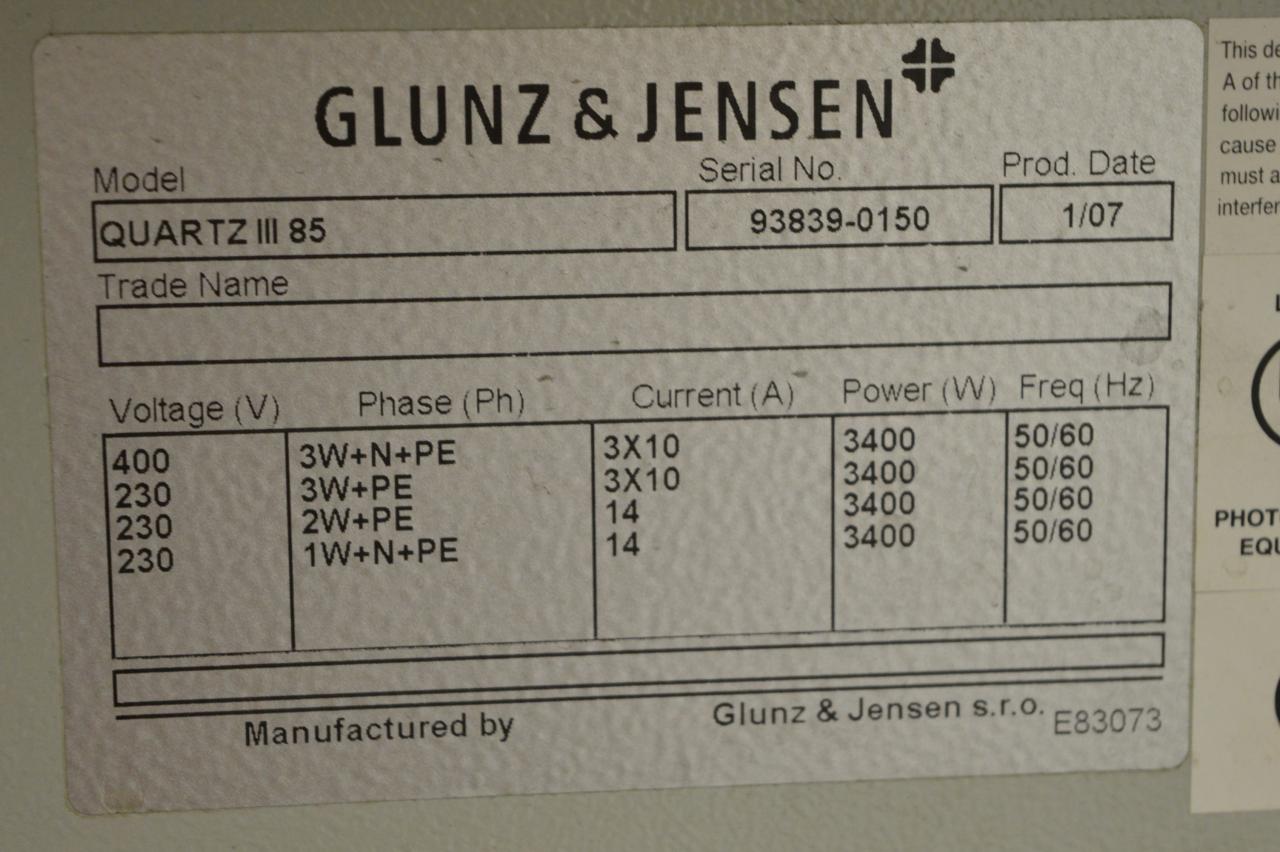 GLUNZ & JENSEN
Model Serial No. Prod. Date
QUARTZ III 85 93839-0150 1/07
Trade Name
Voltage (V) Phase (Ph) Current (A) Power (W) Freq (Hz)
400 3W+N+PE 3X10 3400 50/60
230 3W+PE 3X10 3400 50/60
230 2W+PE 14 3400 50/60
230 1W+N+PE 14 3400 50/60
Manufactured by Glunz & Jensen s.r.o. E83073
This de
A of th
followi
cause
must a
interfer
PHOT
EQU